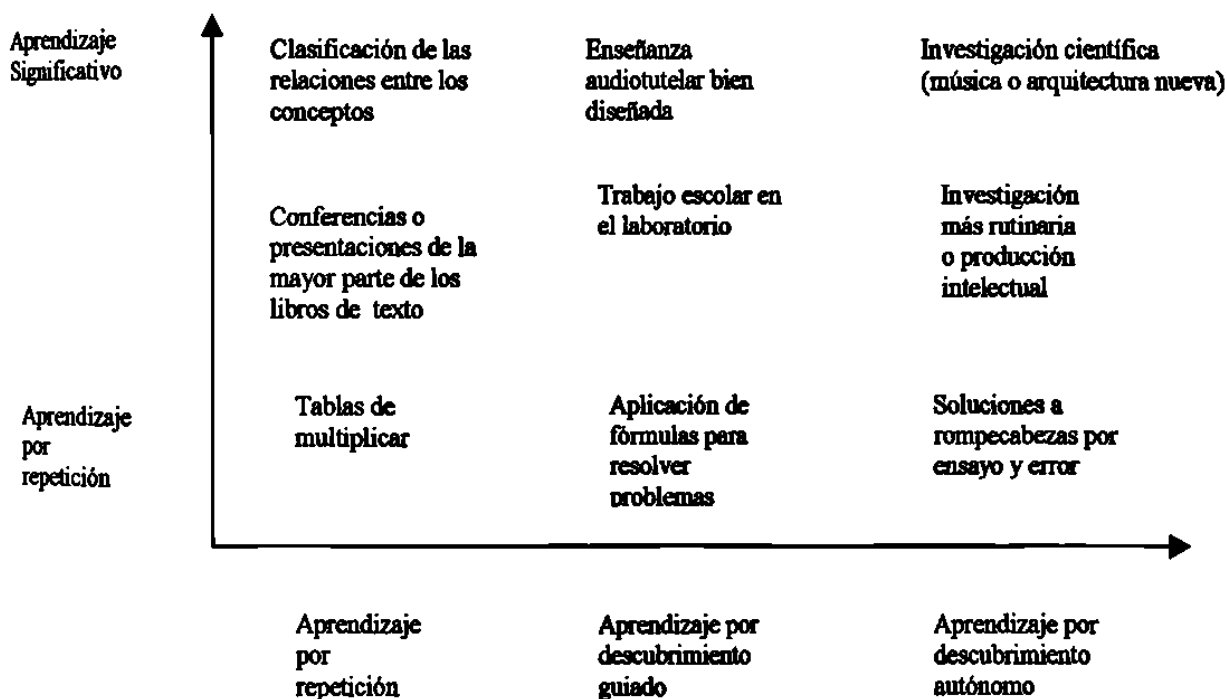 Aprendizaje
Significativo
Clasificación de las
relaciones entre los
conceptos
Enseñanza
audiotutelar bien
diseñada
Investigación científica
(música o arquitectura nueva)
Conferencias o
presentaciones de la
mayor parte de los
libros de texto
Trabajo escolar en
el laboratorio
Investigación
más rutinaria
o producción
intelectual
Aprendizaje
por
repetición
Tablas de
multiplicar
Aplicación de
fórmulas para
resolver
problemas
Soluciones a
rompecabezas por
ensayo y error
Aprendizaje
por
repetición
Aprendizaje por
descubrimiento
guiado
Aprendizaje por
descubrimiento
autónomo